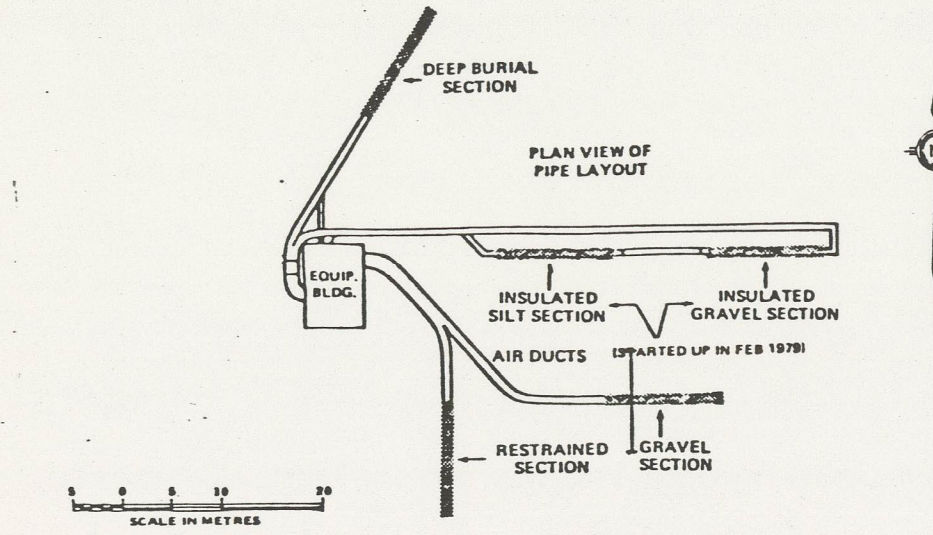 DEEP BURIAL
SECTION
PLAN VIEW OF
PIPE LAYOUT
EQUIP.
BLDG.
INSULATED
SILT SECTION
INSULATED
GRAVEL SECTION
AIR DUCTS
(STARTED UP IN FEB 1979)
RESTRAINED
SECTION
GRAVEL
SECTION
5 0 5 10 20
SCALE IN METRES